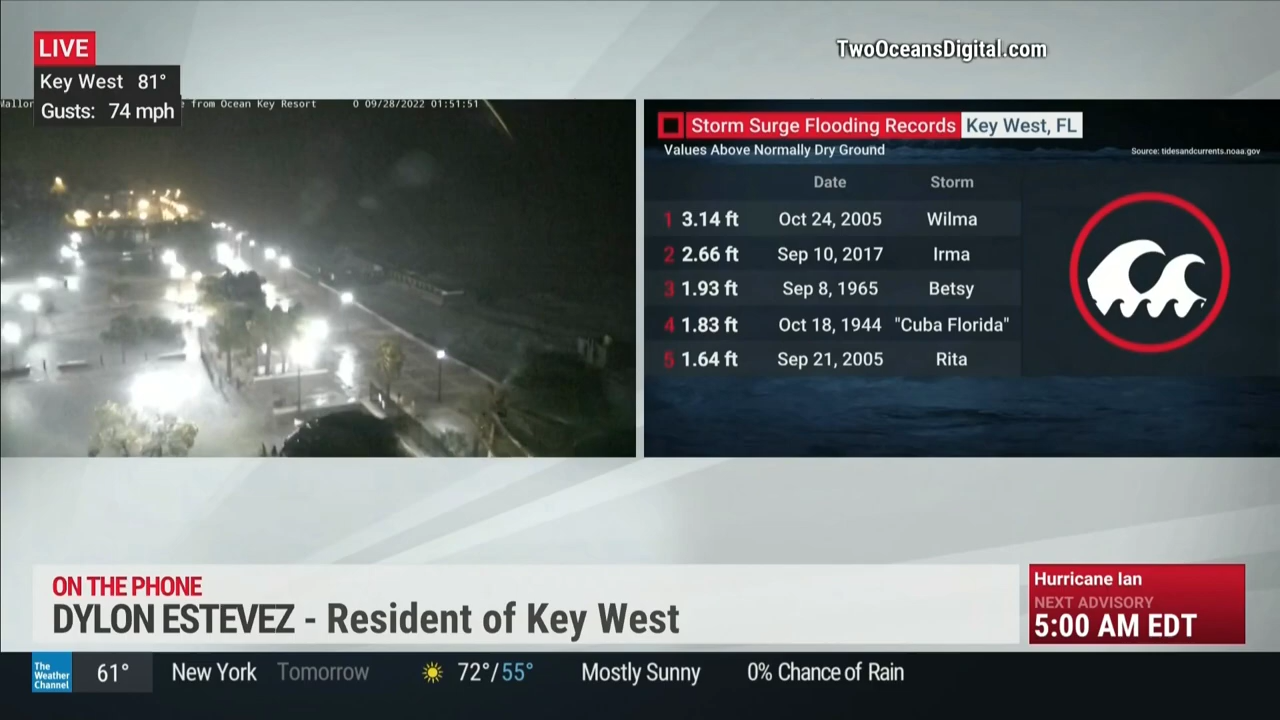 LIVE
Key West 81°
Gusts: 74 mph
TwoOceansDigital.com
from Ocean Key Resort 0 09/28/2022 01:51:51
Storm Surge Flooding Records Key West, FL
Values Above Normally Dry Ground
Source: tidesandcurrents.noaa.gov
Date Storm
1 3.14 ft Oct 24, 2005 Wilma
2 2.66 ft Sep 10, 2017 Irma
3 1.93 ft Sep 8, 1965 Betsy
4 1.83 ft Oct 18, 1944 "Cuba Florida"
5 1.64 ft Sep 21, 2005 Rita
ON THE PHONE
DYLON ESTEVEZ - Resident of Key West
Hurricane Ian
NEXT ADVISORY
5:00 AM EDT
The
Weather
Channel
61° New York Tomorrow 72°/55° Mostly Sunny 0% Chance of Rain